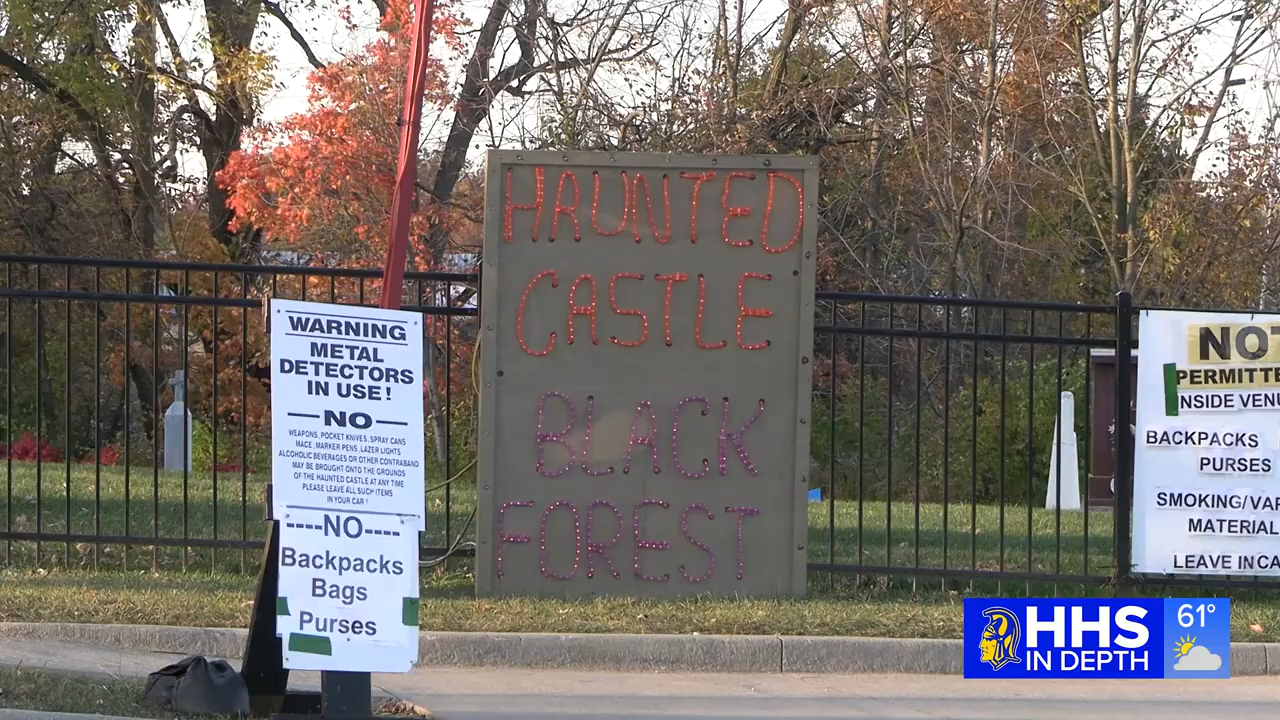 WARNING
METAL
DETECTORS
IN USE!
NO
WEAPONS, POCKET KNIVES, SPRAY CANS
MACE, MARKER PENS, LAZER LIGHTS
ALCOHOLIC BEVERAGES OR OTHER CONTRABAND
MAY BE BROUGHT ONTO THE GROUNDS
OF THE HAUNTED CASTLE AT ANY TIME
PLEASE LEAVE ALL SUCH ITEMS
IN YOUR CAR!
----NO----
Backpacks
Bags
Purses
HAUNTED
CASTLE
BLACK
FOREST
NOT
PERMITTE
INSIDE VENU
BACKPACKS
PURSES
SMOKING/VAP
MATERIAL
LEAVE IN CA
HHS
IN DEPTH
61°